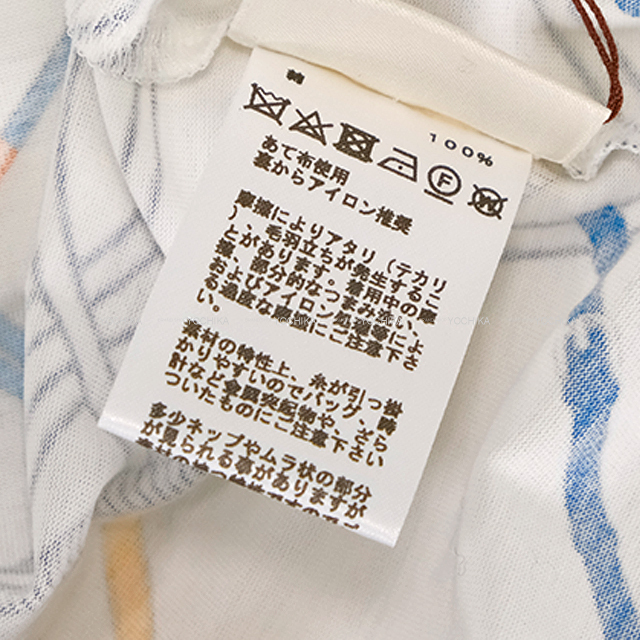 綿 100%
F W
あて布使用
裏からアイロン推奨
摩擦によりアタリ（テカリ
）、毛羽立ちが発生するこ
とがあります。着用中の摩
擦、部分的なつまみ洗い、
およびアイロン処理等によ
る過度な摩擦にご注意下さ
い。
素材の特性上、糸が引っ掛
かりやすいのでバッグ、時
計など金属突起物や、ざら
ついたものにご注意下さい
多少ネップやムラ状の部分
が見られる事がありますが
YOCHIKA YOCHIKA YOCHIKA